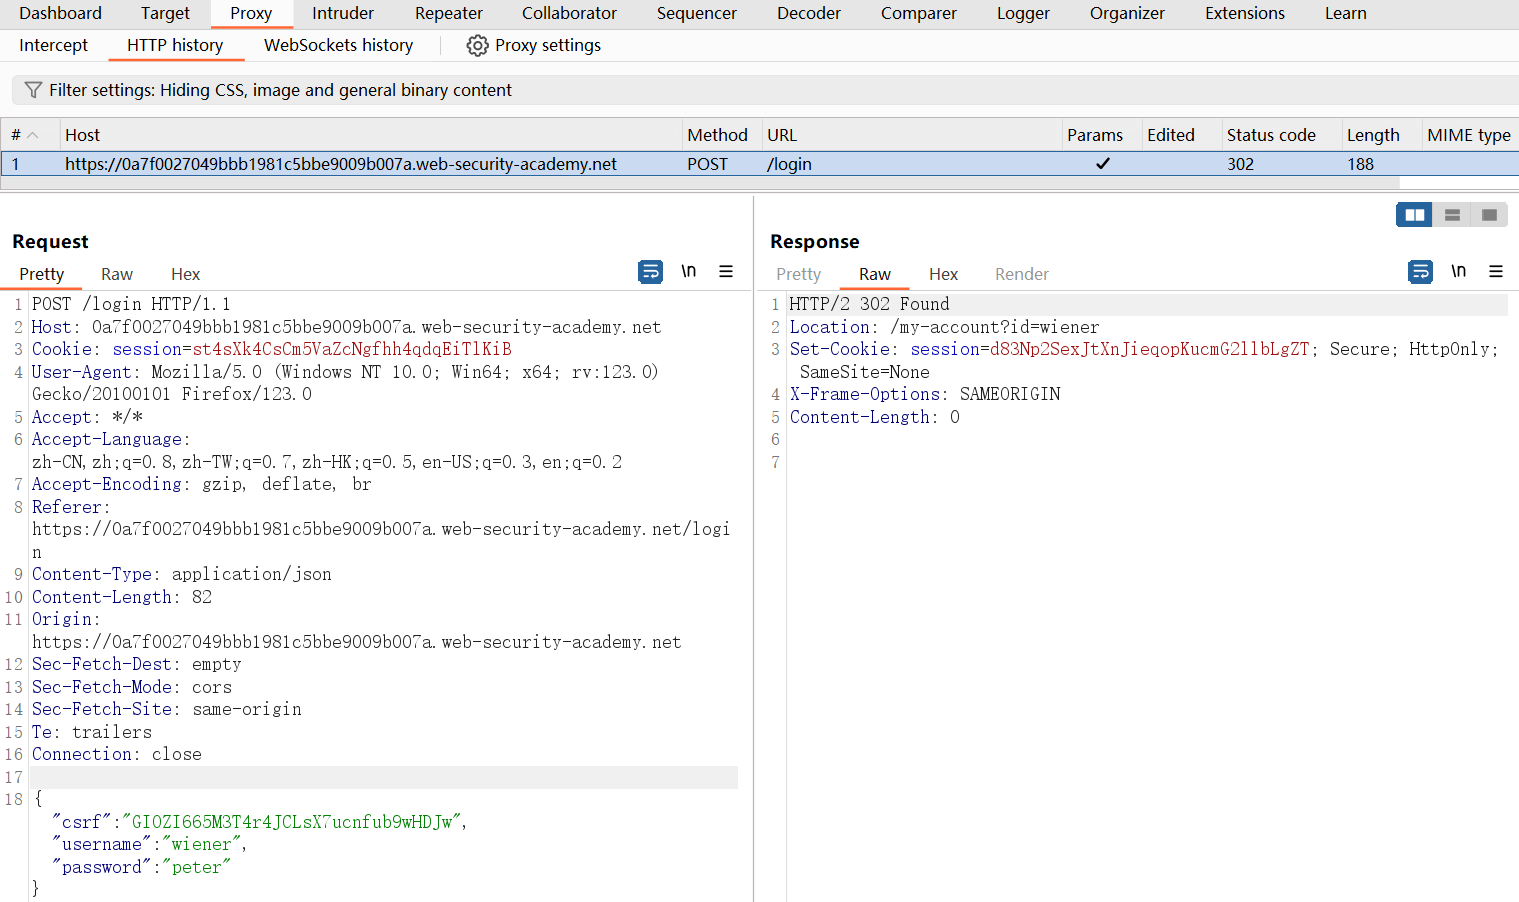 Dashboard Target Proxy Intruder Repeater Collaborator Sequencer Decoder Comparer Logger Organizer Extensions Learn
Intercept HTTP history WebSockets history Proxy settings
Filter settings: Hiding CSS, image and general binary content
# Host Method URL Params Edited Status code Length MIME type
1 https://0a7f0027049bbb1981c5bbe9009b007a.web-security-academy.net POST /login ✓ 302 188
Request
Pretty Raw Hex \n
1 POST /login HTTP/1.1
2 Host: 0a7f0027049bbb1981c5bbe9009b007a.web-security-academy.net
3 Cookie: session=st4sXk4CsCm5VaZcNgfhh4qdqEiTlKiB
4 User-Agent: Mozilla/5.0 (Windows NT 10.0; Win64; x64; rv:123.0)
Gecko/20100101 Firefox/123.0
5 Accept: */*
6 Accept-Language:
zh-CN,zh;q=0.8,zh-TW;q=0.7,zh-HK;q=0.5,en-US;q=0.3,en;q=0.2
7 Accept-Encoding: gzip, deflate, br
8 Referer:
https://0a7f0027049bbb1981c5bbe9009b007a.web-security-academy.net/logi
n
9 Content-Type: application/json
10 Content-Length: 82
11 Origin:
https://0a7f0027049bbb1981c5bbe9009b007a.web-security-academy.net
12 Sec-Fetch-Dest: empty
13 Sec-Fetch-Mode: cors
14 Sec-Fetch-Site: same-origin
15 Te: trailers
16 Connection: close
17
18 {
"csrf":"GIOZI665M3T4r4JCLsX7ucnfub9wHDJw",
"username":"wiener",
"password":"peter"
}
Response
Pretty Raw Hex Render \n
1 HTTP/2 302 Found
2 Location: /my-account?id=wiener
3 Set-Cookie: session=d83Np2SexJtXnJieqopKucmG2llbLgZT; Secure; HttpOnly;
SameSite=None
4 X-Frame-Options: SAMEORIGIN
5 Content-Length: 0
6
7